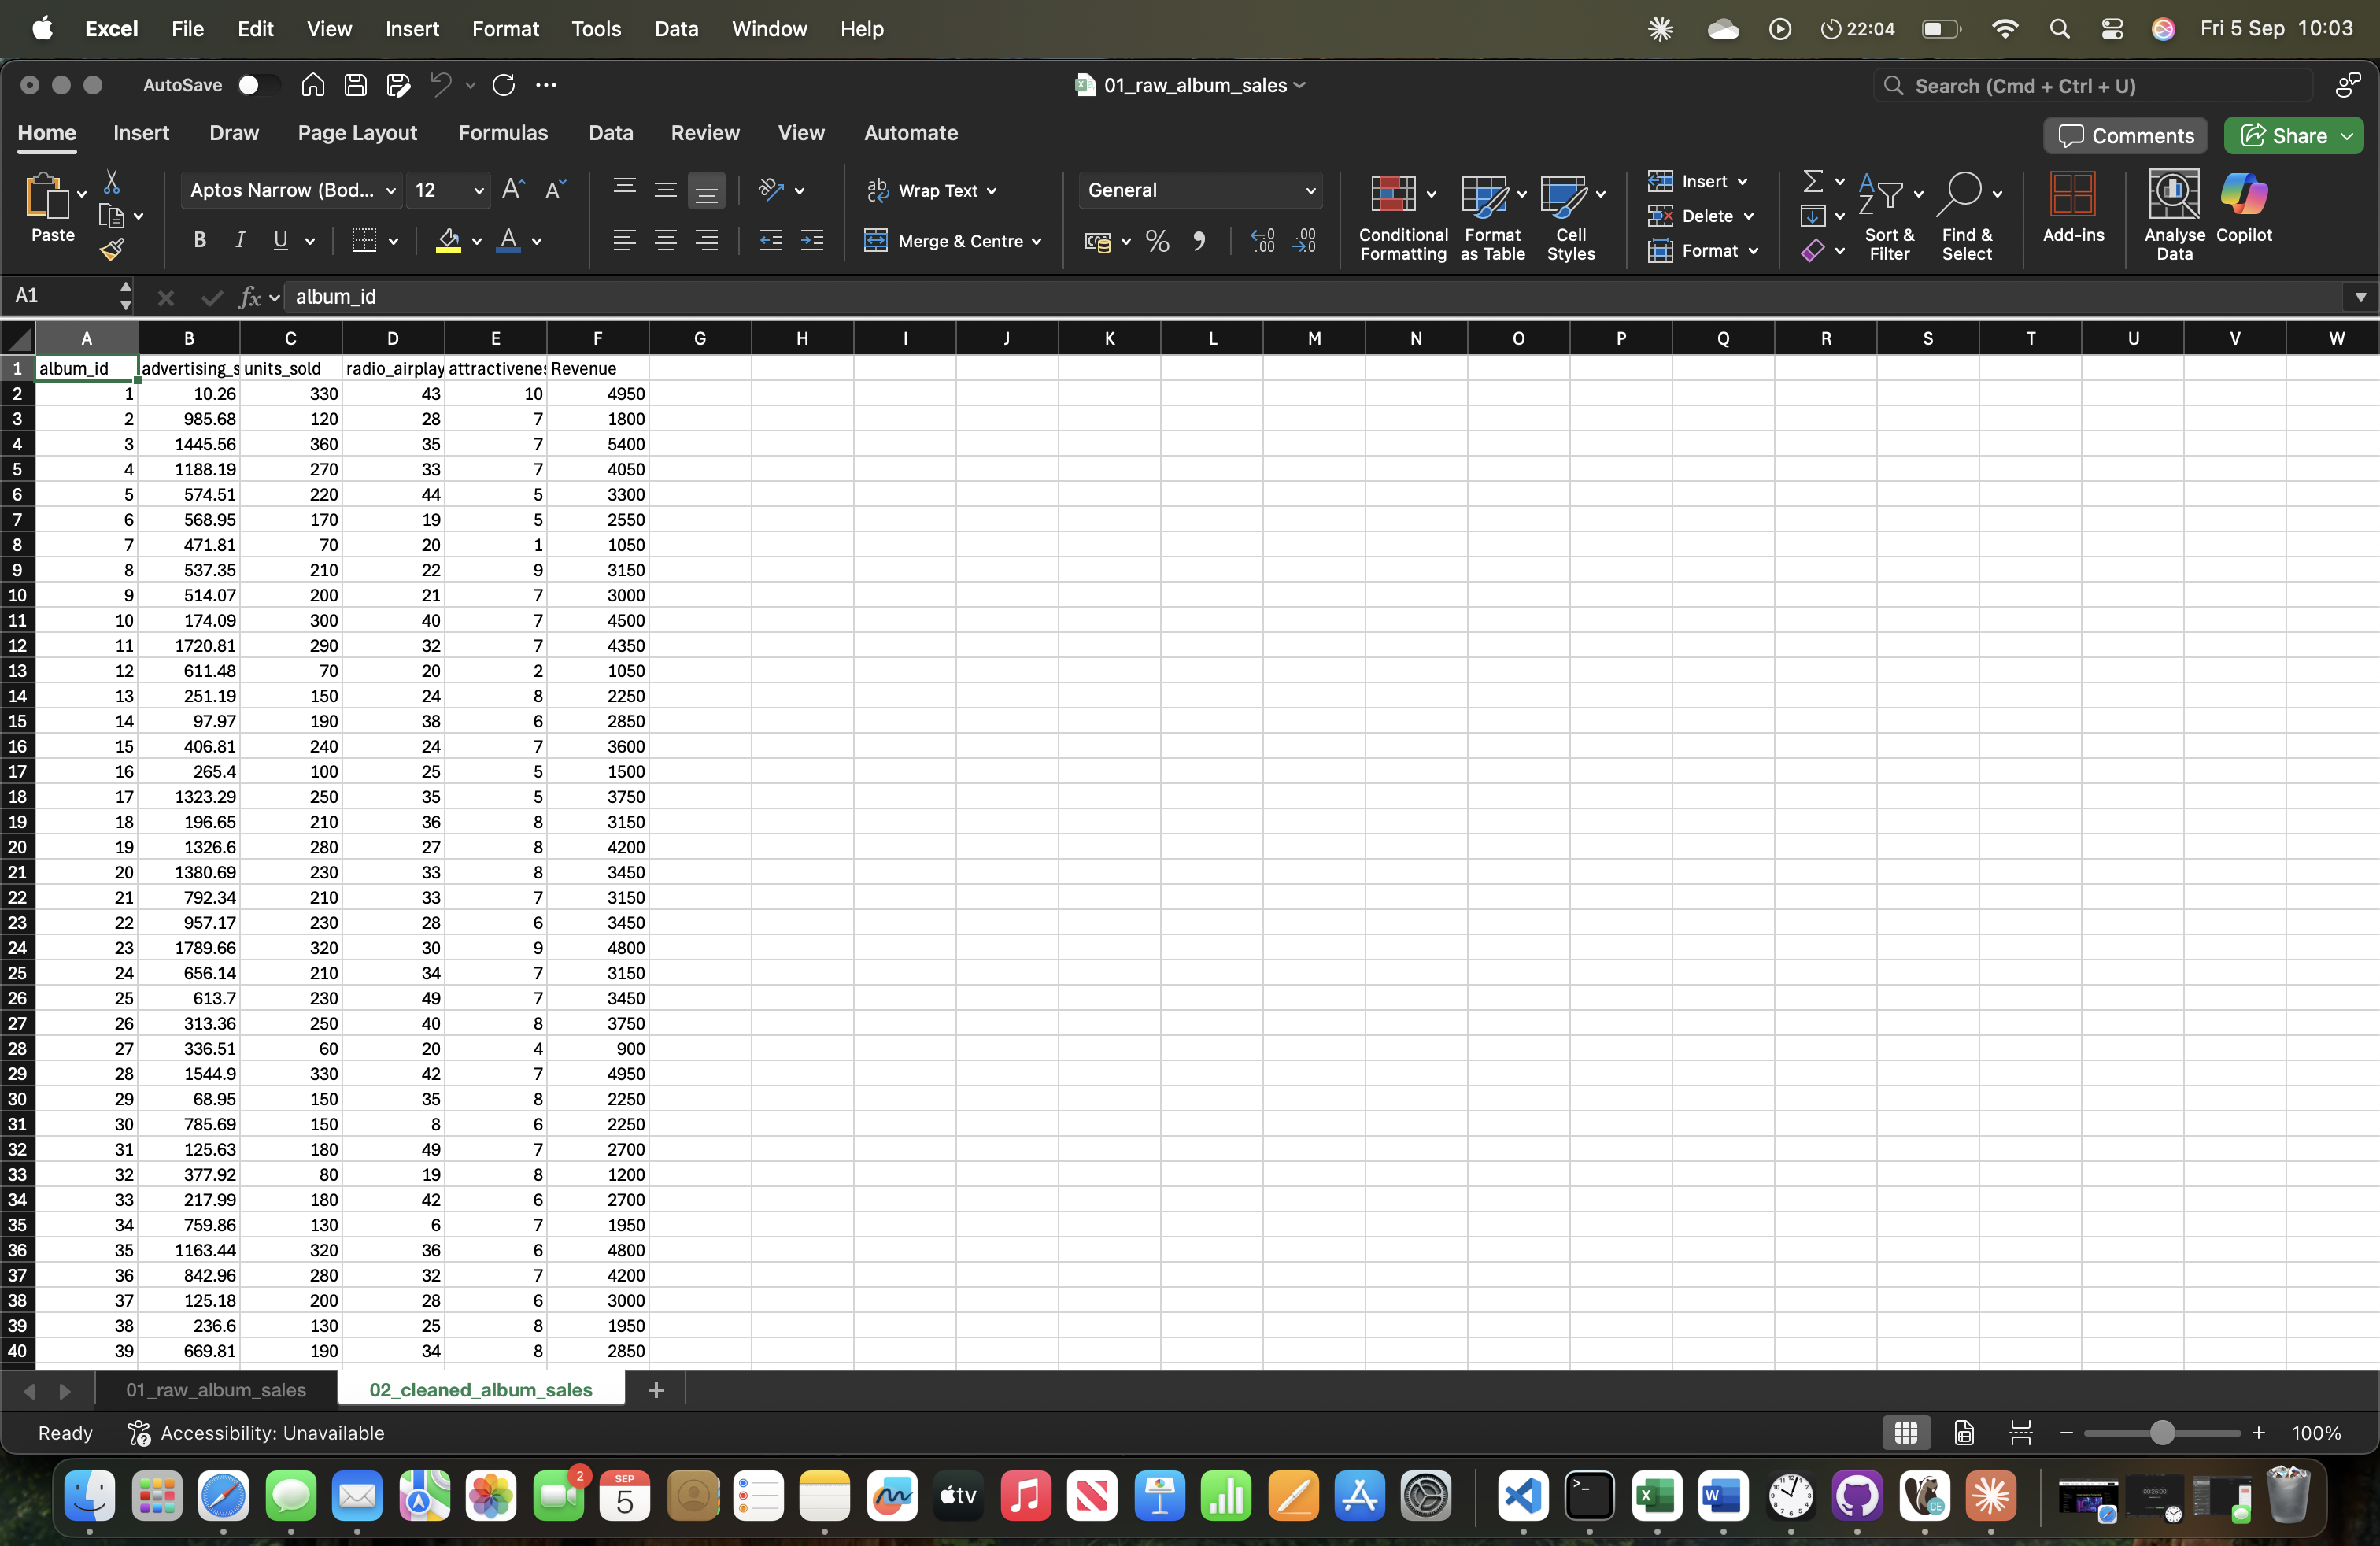 Excel File Edit View Insert Format Tools Data Window Help 22:04 Fri 5 Sep 10:03
AutoSave 01_raw_album_sales Search (Cmd + Ctrl + U)
Home Insert Draw Page Layout Formulas Data Review View Automate Comments Share
Paste Aptos Narrow (Bod... 12 Wrap Text General Insert
B I U Merge & Centre Conditional Formatting Format as Table Cell Styles Delete Format Sort & Filter Find & Select Add-ins Analyse Data Copilot
A1 fx album_id
A B C D E F G H I J K L M N O P Q R S T U V W
1 album_id advertising_s units_sold radio_airplay attractivenes Revenue
2 1 10.26 330 43 10 4950
3 2 985.68 120 28 7 1800
4 3 1445.56 360 35 7 5400
5 4 1188.19 270 33 7 4050
6 5 574.51 220 44 5 3300
7 6 568.95 170 19 5 2550
8 7 471.81 70 20 1 1050
9 8 537.35 210 22 9 3150
10 9 514.07 200 21 7 3000
11 10 174.09 300 40 7 4500
12 11 1720.81 290 32 7 4350
13 12 611.48 70 20 2 1050
14 13 251.19 150 24 8 2250
15 14 97.97 190 38 6 2850
16 15 406.81 240 24 7 3600
17 16 265.4 100 25 5 1500
18 17 1323.29 250 35 5 3750
19 18 196.65 210 36 8 3150
20 19 1326.6 280 27 8 4200
21 20 1380.69 230 33 8 3450
22 21 792.34 210 33 7 3150
23 22 957.17 230 28 6 3450
24 23 1789.66 320 30 9 4800
25 24 656.14 210 34 7 3150
26 25 613.7 230 49 7 3450
27 26 313.36 250 40 8 3750
28 27 336.51 60 20 4 900
29 28 1544.9 330 42 7 4950
30 29 68.95 150 35 8 2250
31 30 785.69 150 8 6 2250
32 31 125.63 180 49 7 2700
33 32 377.92 80 19 8 1200
34 33 217.99 180 42 6 2700
35 34 759.86 130 6 7 1950
36 35 1163.44 320 36 6 4800
37 36 842.96 280 32 7 4200
38 37 125.18 200 28 6 3000
39 38 236.6 130 25 8 1950
40 39 669.81 190 34 8 2850
01_raw_album_sales 02_cleaned_album_sales
Ready Accessibility: Unavailable 100%
2 SEP 5 tv